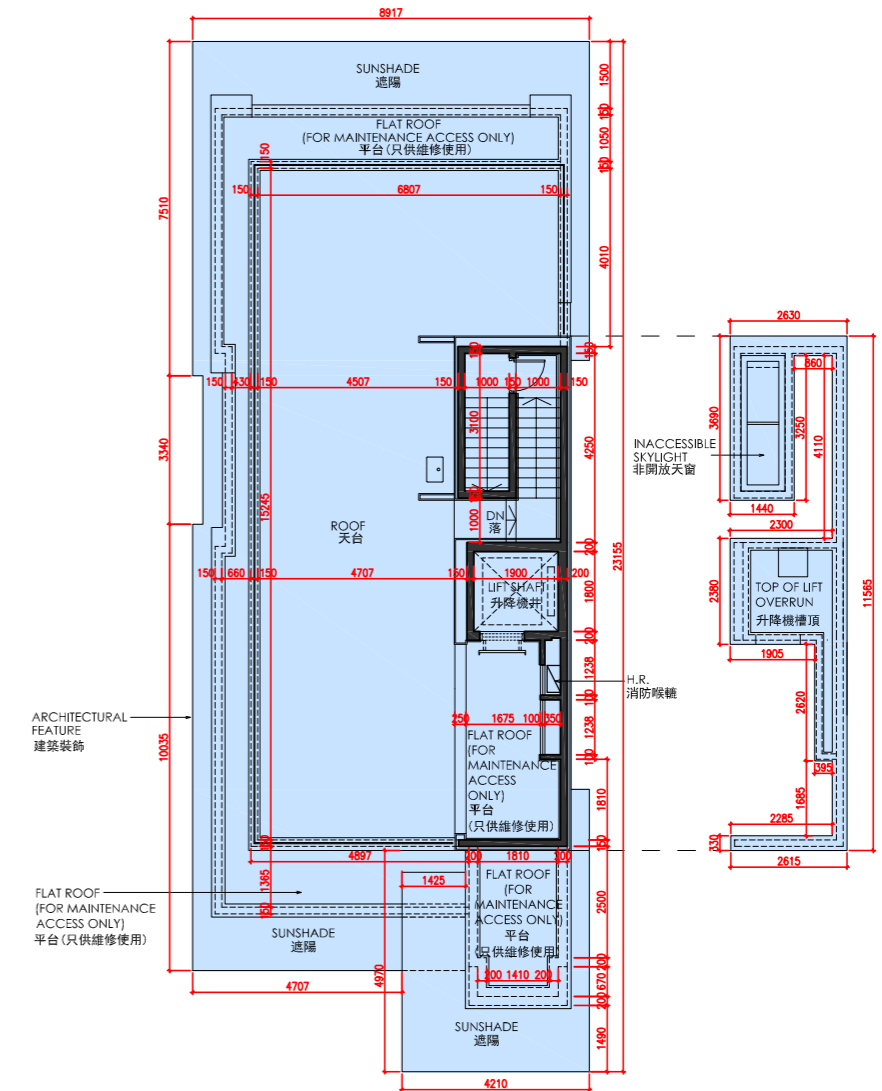 8917
SUNSHADE
遮陽
1500
150
FLAT ROOF
(FOR MAINTENANCE ACCESS ONLY)
平台(只供維修使用)
1050
150
150
7510
150
6807
150
4010
2630
150
150
430
150
4507
150
1000
150
1000
150
860
3690
3250
4110
3100
4250
INACCESSIBLE
SKYLIGHT
非開放天窗
3340
1440
15245
ROOF
天台
1000
DN
落
2300
200
23155
150
660
150
4707
150
1900
200
LIFT SHAFT
升降機井
1800
2380
TOP OF LIFT
OVERRUN
升降機槽頂
11565
200
1905
1238
H.R.
消防喉轆
100
2620
ARCHITECTURAL
FEATURE
建築裝飾
10035
250
1675
100
350
1238
FLAT ROOF
(FOR
MAINTENANCE
ACCESS
ONLY)
平台
(只供維修使用)
100
395
1810
1685
2285
150
330
4897
200
1810
200
2615
1365
1425
FLAT ROOF
(FOR
MAINTENANCE
ACCESS ONLY)
平台
(只供維修使用)
2500
FLAT ROOF
(FOR MAINTENANCE
ACCESS ONLY)
平台(只供維修使用)
150
SUNSHADE
遮陽
4970
200
200
1410
200
670
4707
200
SUNSHADE
遮陽
1490
4210